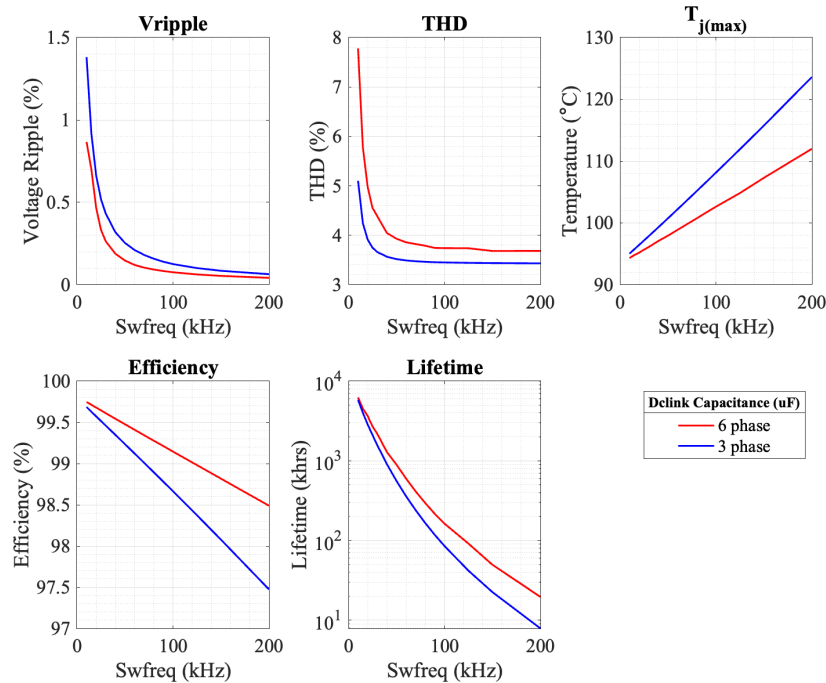 Vripple
1.5
1
0.5
0
Voltage Ripple (%)
0
100
200
Swfreq (kHz)
THD
8
7
6
5
4
3
THD (%)
0
100
200
Swfreq (kHz)
Tj(max)
130
120
110
100
90
Temperature (°C)
0
100
200
Swfreq (kHz)
Efficiency
100
99.5
99
98.5
98
97.5
97
Efficiency (%)
0
100
200
Swfreq (kHz)
Lifetime
10^4
10^3
10^2
10^1
Lifetime (khrs)
0
100
200
Swfreq (kHz)
Dclink Capacitance (uF)
6 phase
3 phase